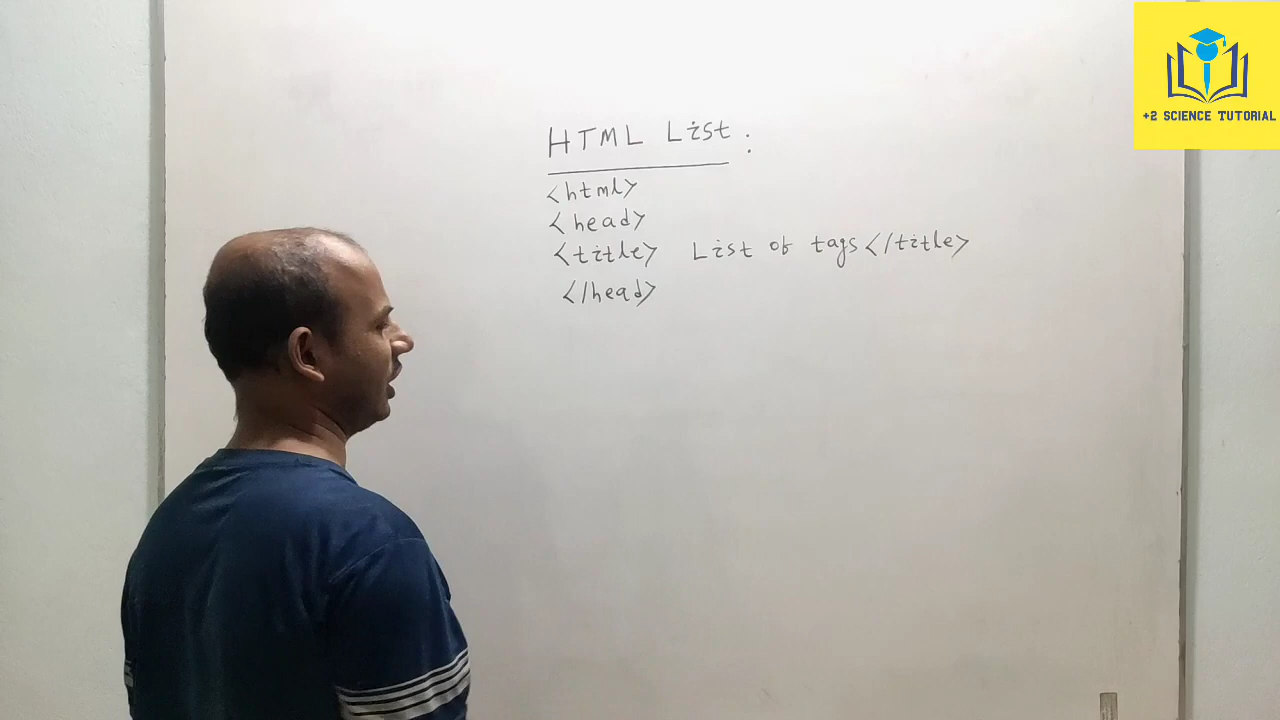 +2 SCIENCE TUTORIAL
HTML List :
<html>
<head>
<title> List of tags</title>
</head>